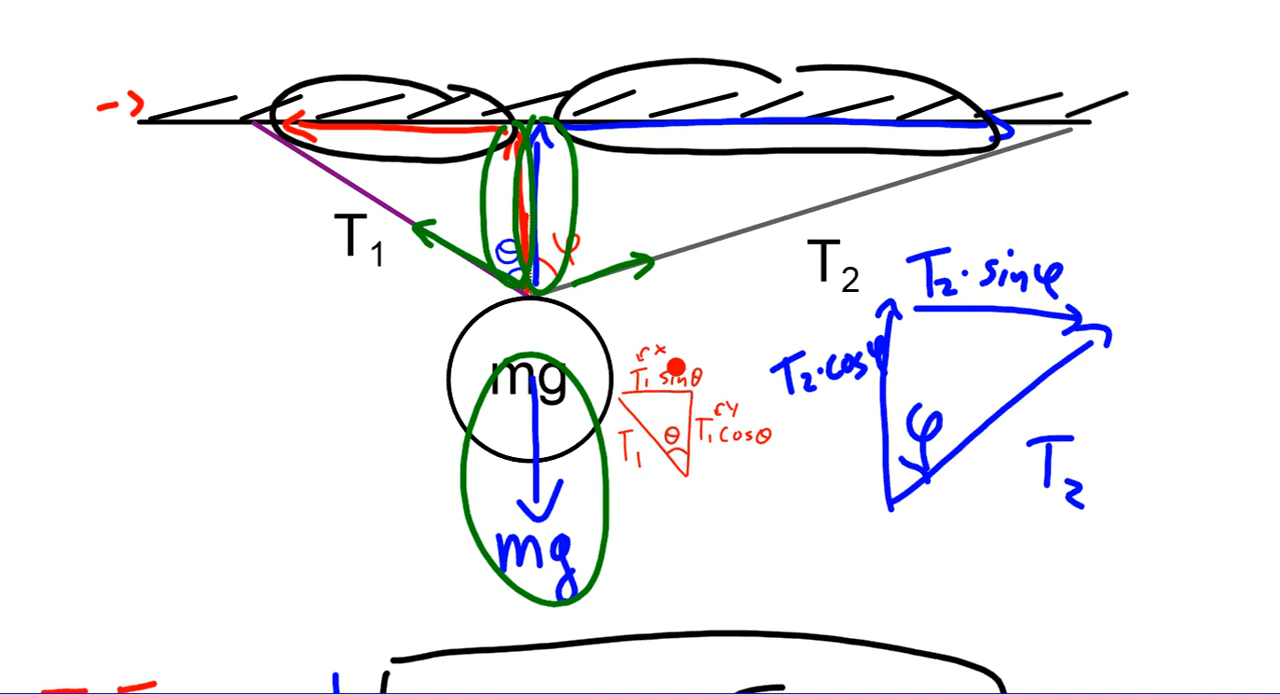 T₁
θ
φ
T₂
mg
mg
x
T₁ sinθ
y
T₁ cosθ
θ
T₁
T₂·sinφ
T₂·cosφ
φ
T₂